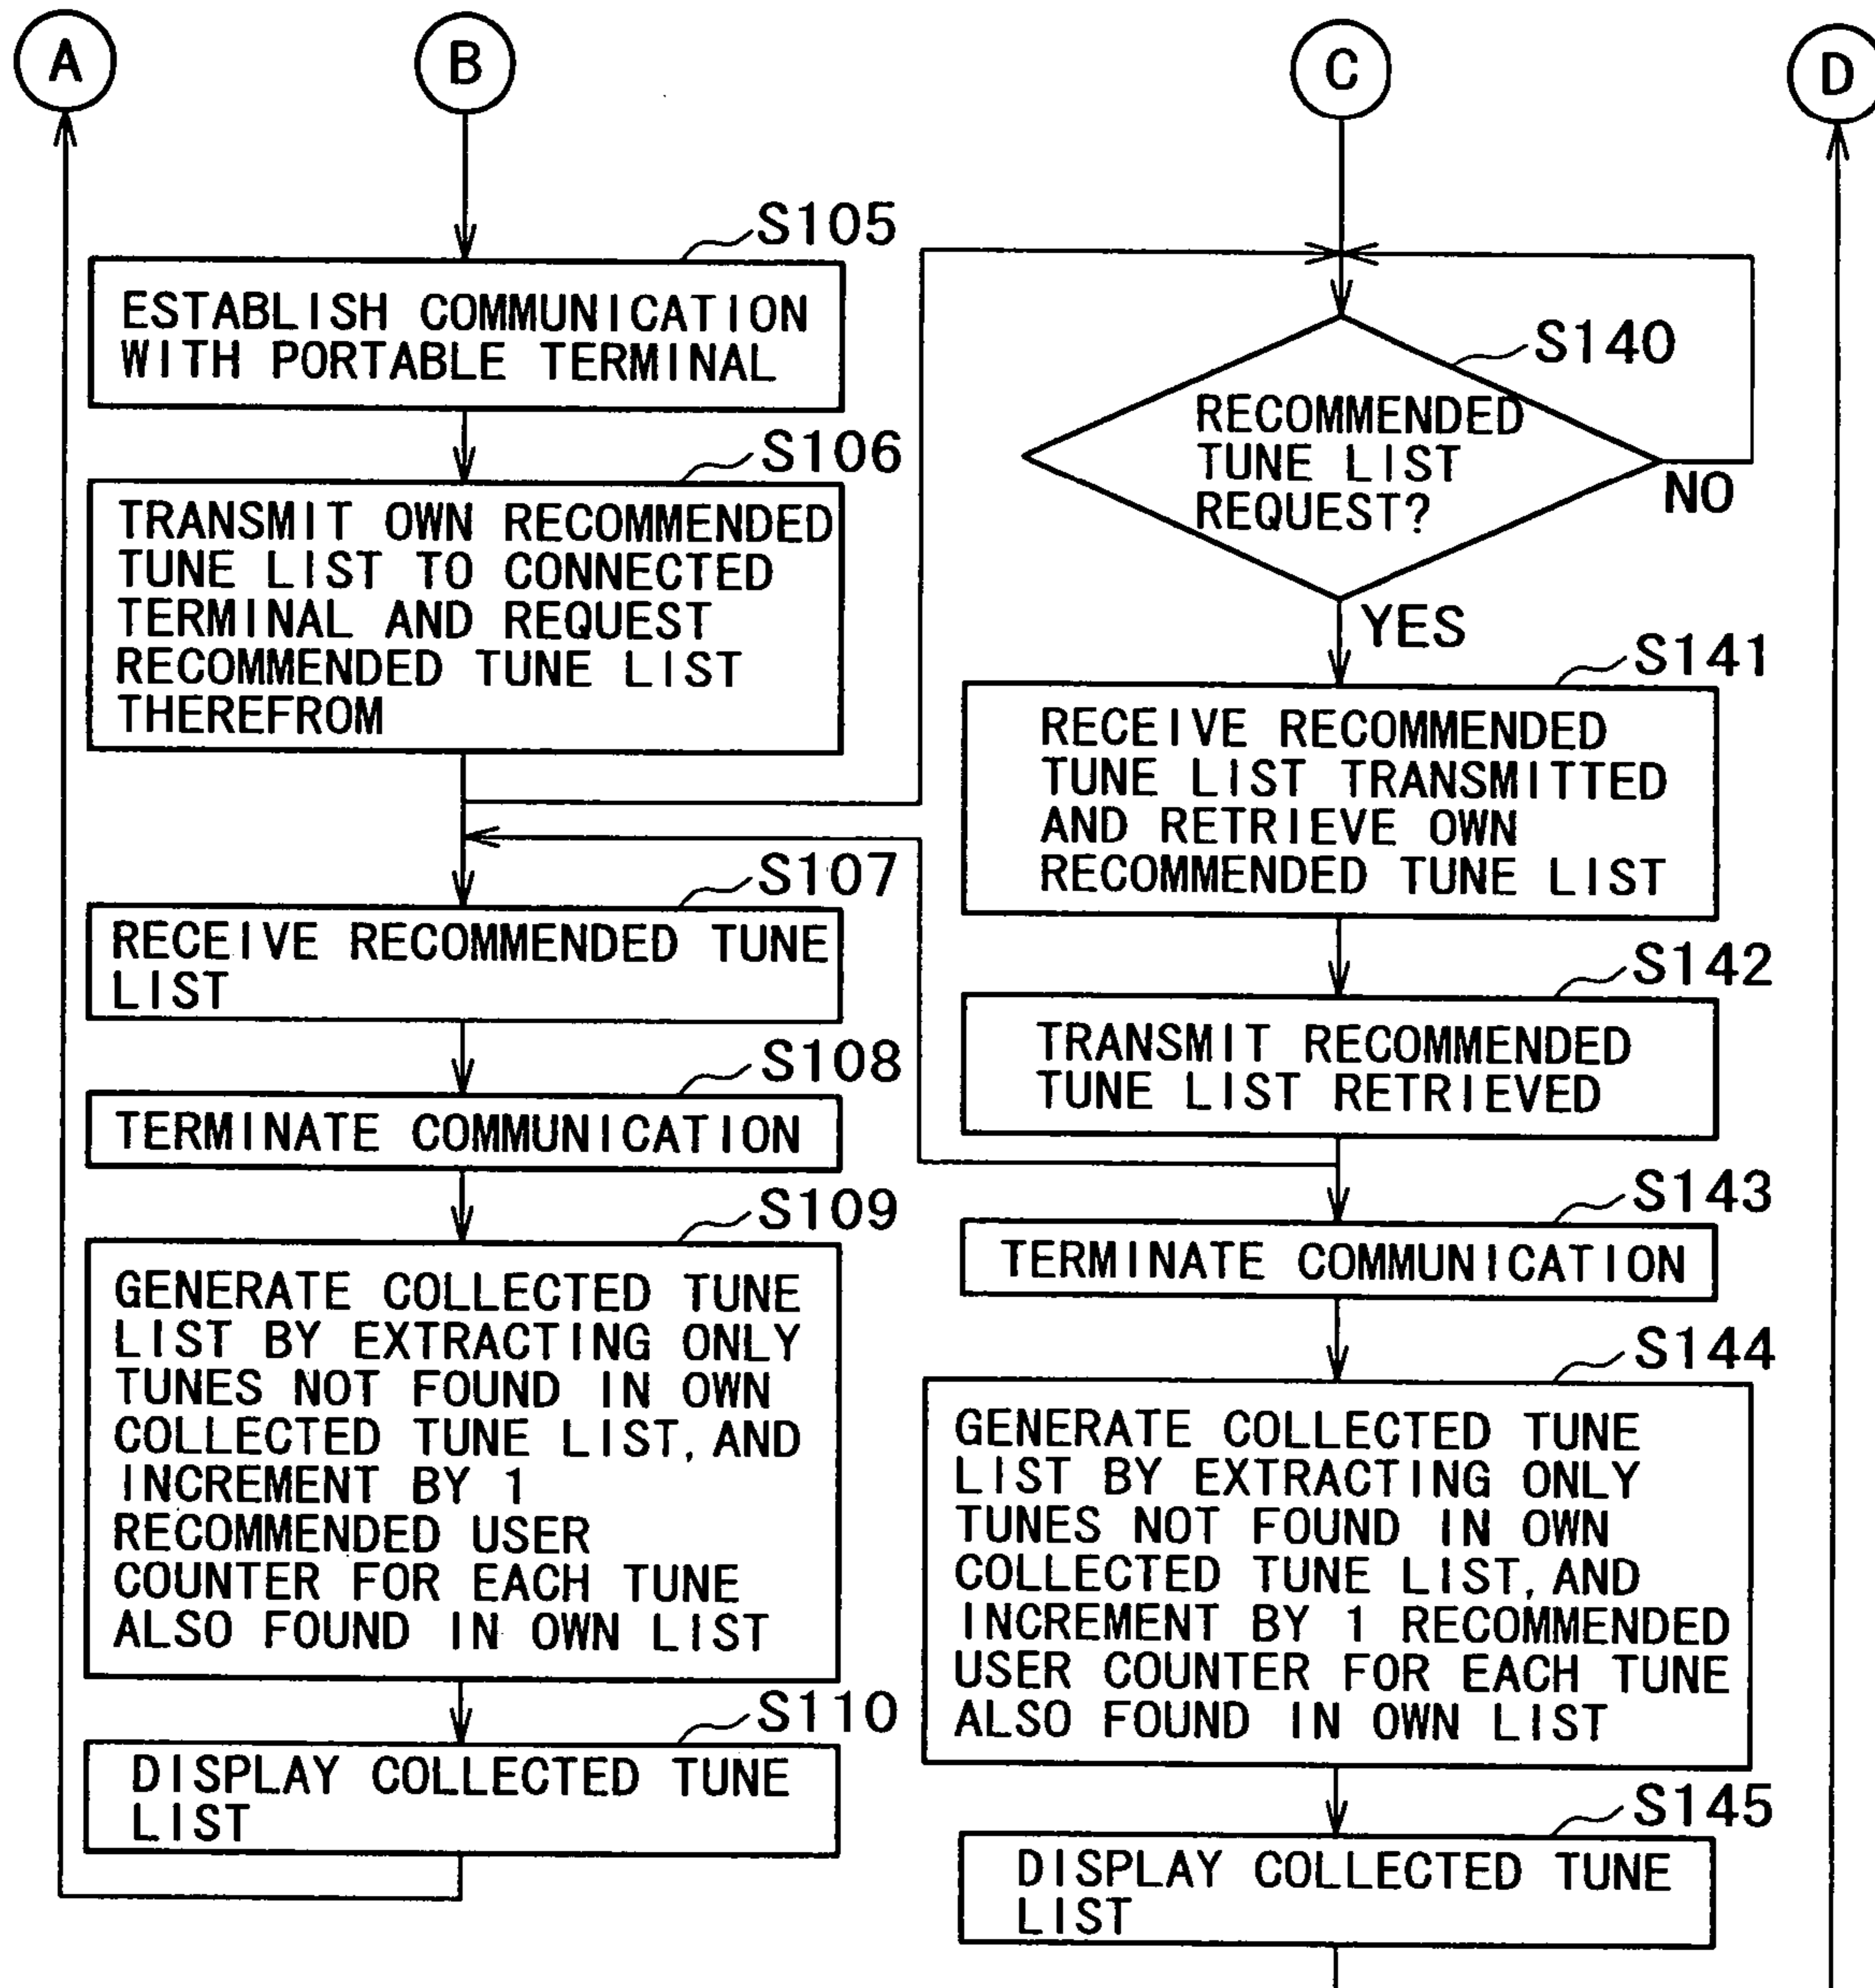 A
B
S105
ESTABLISH COMMUNICATION
WITH PORTABLE TERMINAL
S106
TRANSMIT OWN RECOMMENDED
TUNE LIST TO CONNECTED
TERMINAL AND REQUEST
RECOMMENDED TUNE LIST
THEREFROM
S107
RECEIVE RECOMMENDED TUNE
LIST
S108
TERMINATE COMMUNICATION
S109
GENERATE COLLECTED TUNE
LIST BY EXTRACTING ONLY
TUNES NOT FOUND IN OWN
COLLECTED TUNE LIST, AND
INCREMENT BY 1
RECOMMENDED USER
COUNTER FOR EACH TUNE
ALSO FOUND IN OWN LIST
S110
DISPLAY COLLECTED TUNE
LIST
C
D
S140
RECOMMENDED
TUNE LIST
REQUEST?
NO
YES
S141
RECEIVE RECOMMENDED
TUNE LIST TRANSMITTED
AND RETRIEVE OWN
RECOMMENDED TUNE LIST
S142
TRANSMIT RECOMMENDED
TUNE LIST RETRIEVED
S143
TERMINATE COMMUNICATION
S144
GENERATE COLLECTED TUNE
LIST BY EXTRACTING ONLY
TUNES NOT FOUND IN OWN
COLLECTED TUNE LIST, AND
INCREMENT BY 1 RECOMMENDED
USER COUNTER FOR EACH TUNE
ALSO FOUND IN OWN LIST
S145
DISPLAY COLLECTED TUNE
LIST